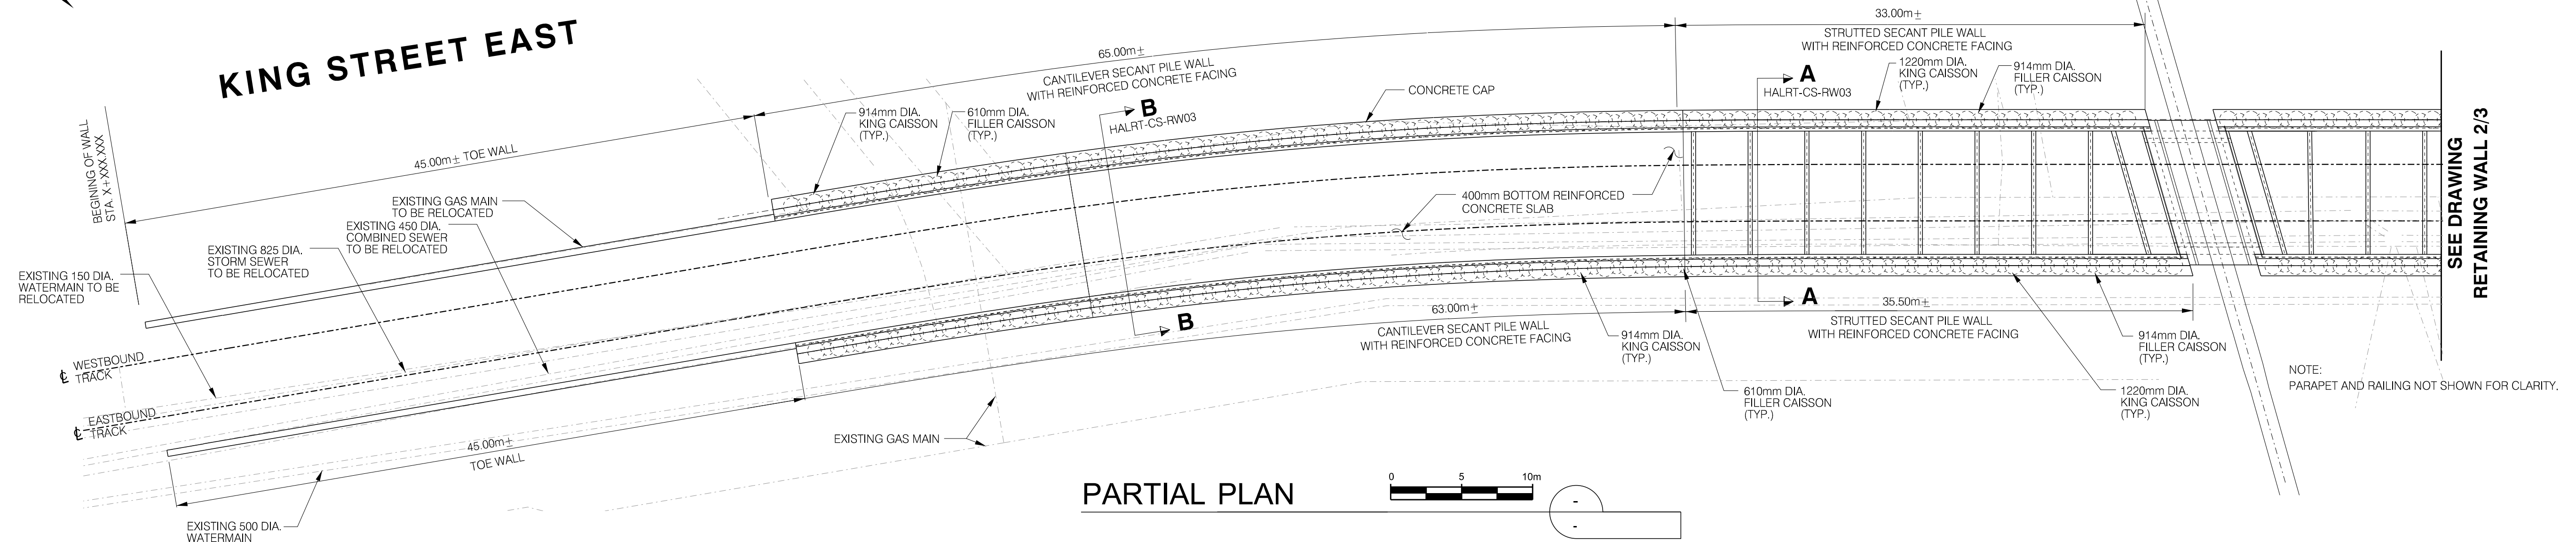 KING STREET EAST
BEGINING OF WALL
STA. X+XXX.XXX
45.00m± TOE WALL
65.00m±
CANTILEVER SECANT PILE WALL
WITH REINFORCED CONCRETE FACING
33.00m±
STRUTTED SECANT PILE WALL
WITH REINFORCED CONCRETE FACING
914mm DIA.
KING CAISSON
(TYP.)
610mm DIA.
FILLER CAISSON
(TYP.)
B
HALRT-CS-RW03
CONCRETE CAP
A
HALRT-CS-RW03
1220mm DIA.
KING CAISSON
(TYP.)
914mm DIA.
FILLER CAISSON
(TYP.)
EXISTING GAS MAIN
TO BE RELOCATED
EXISTING 450 DIA.
COMBINED SEWER
TO BE RELOCATED
EXISTING 825 DIA.
STORM SEWER
TO BE RELOCATED
EXISTING 150 DIA.
WATERMAIN TO BE
RELOCATED
400mm BOTTOM REINFORCED
CONCRETE SLAB
SEE DRAWING
RETAINING WALL 2/3
WESTBOUND
TRACK
EASTBOUND
TRACK
B
A
63.00m±
CANTILEVER SECANT PILE WALL
WITH REINFORCED CONCRETE FACING
35.50m±
STRUTTED SECANT PILE WALL
WITH REINFORCED CONCRETE FACING
914mm DIA.
KING CAISSON
(TYP.)
914mm DIA.
FILLER CAISSON
(TYP.)
610mm DIA.
FILLER CAISSON
(TYP.)
1220mm DIA.
KING CAISSON
(TYP.)
NOTE:
PARAPET AND RAILING NOT SHOWN FOR CLARITY.
45.00m±
TOE WALL
EXISTING GAS MAIN
EXISTING 500 DIA.
WATERMAIN
PARTIAL PLAN
0 5 10m
-
-